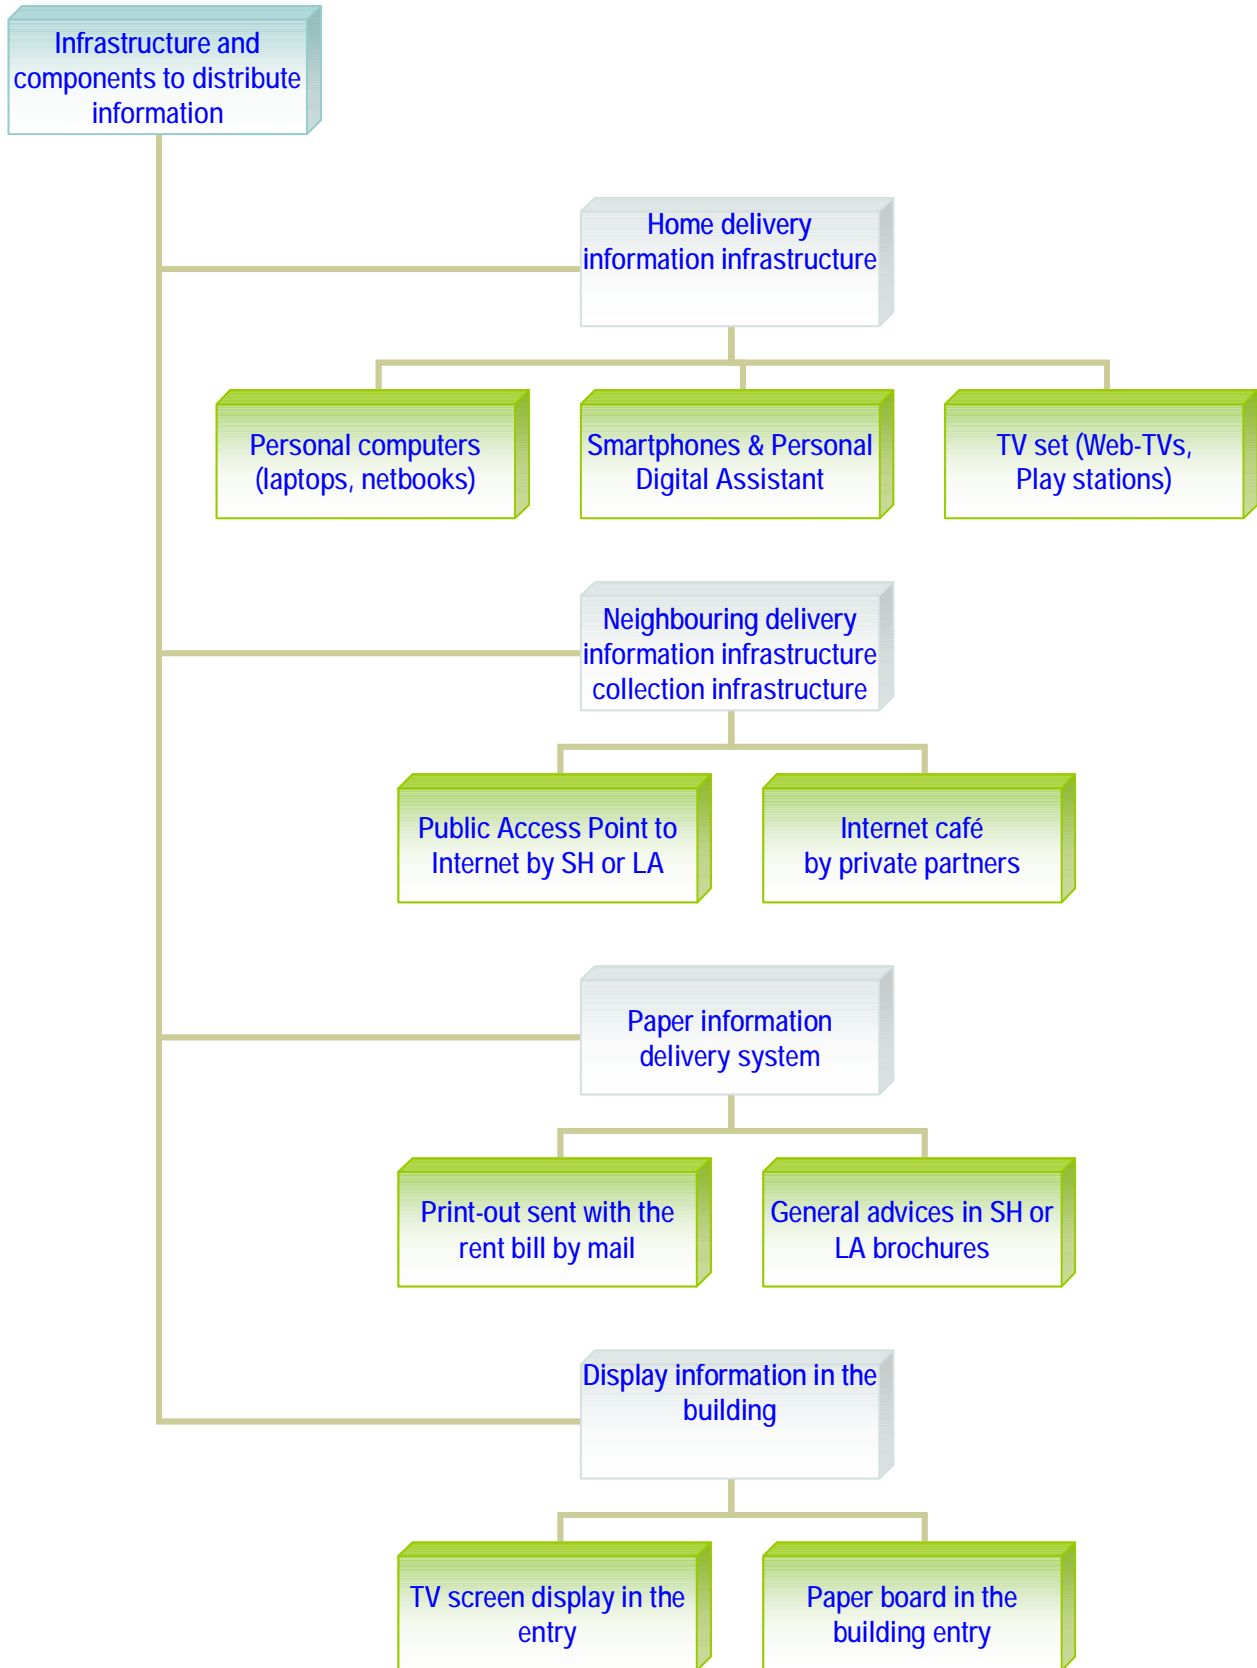 Infrastructure and
components to distribute
information
Home delivery
information infrastructure
Personal computers
(laptops, netbooks)
Smartphones & Personal
Digital Assistant
TV set (Web-TVs,
Play stations)
Neighbouring delivery
information infrastructure
collection infrastructure
Public Access Point to
Internet by SH or LA
Internet café
by private partners
Paper information
delivery system
Print-out sent with the
rent bill by mail
General advices in SH or
LA brochures
Display information in the
building
TV screen display in the
entry
Paper board in the
building entry